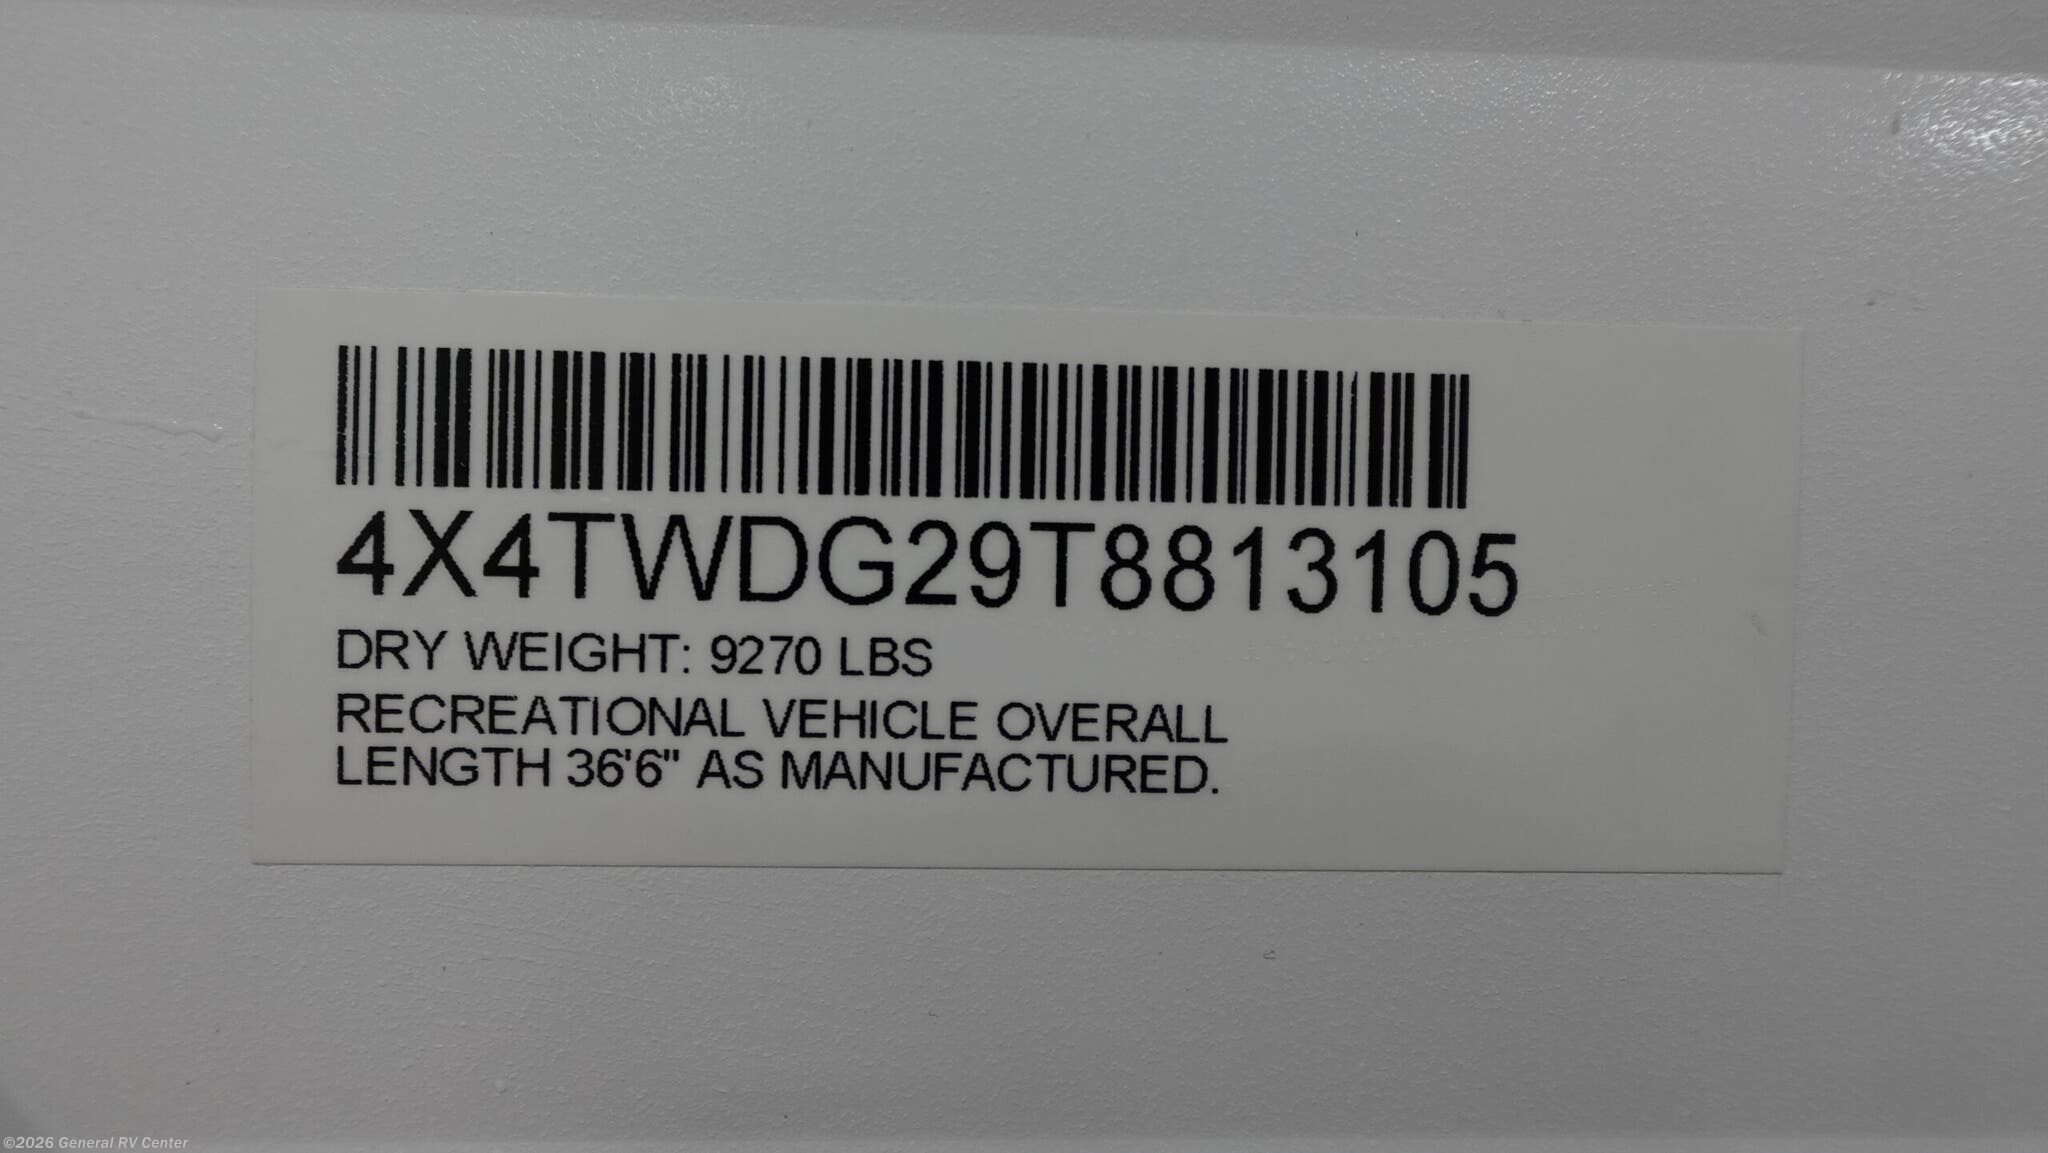 4X4TWDG29T8813105
DRY WEIGHT: 9270 LBS
RECREATIONAL VEHICLE OVERALL
LENGTH 36'6" AS MANUFACTURED.
©2026 General RV Center